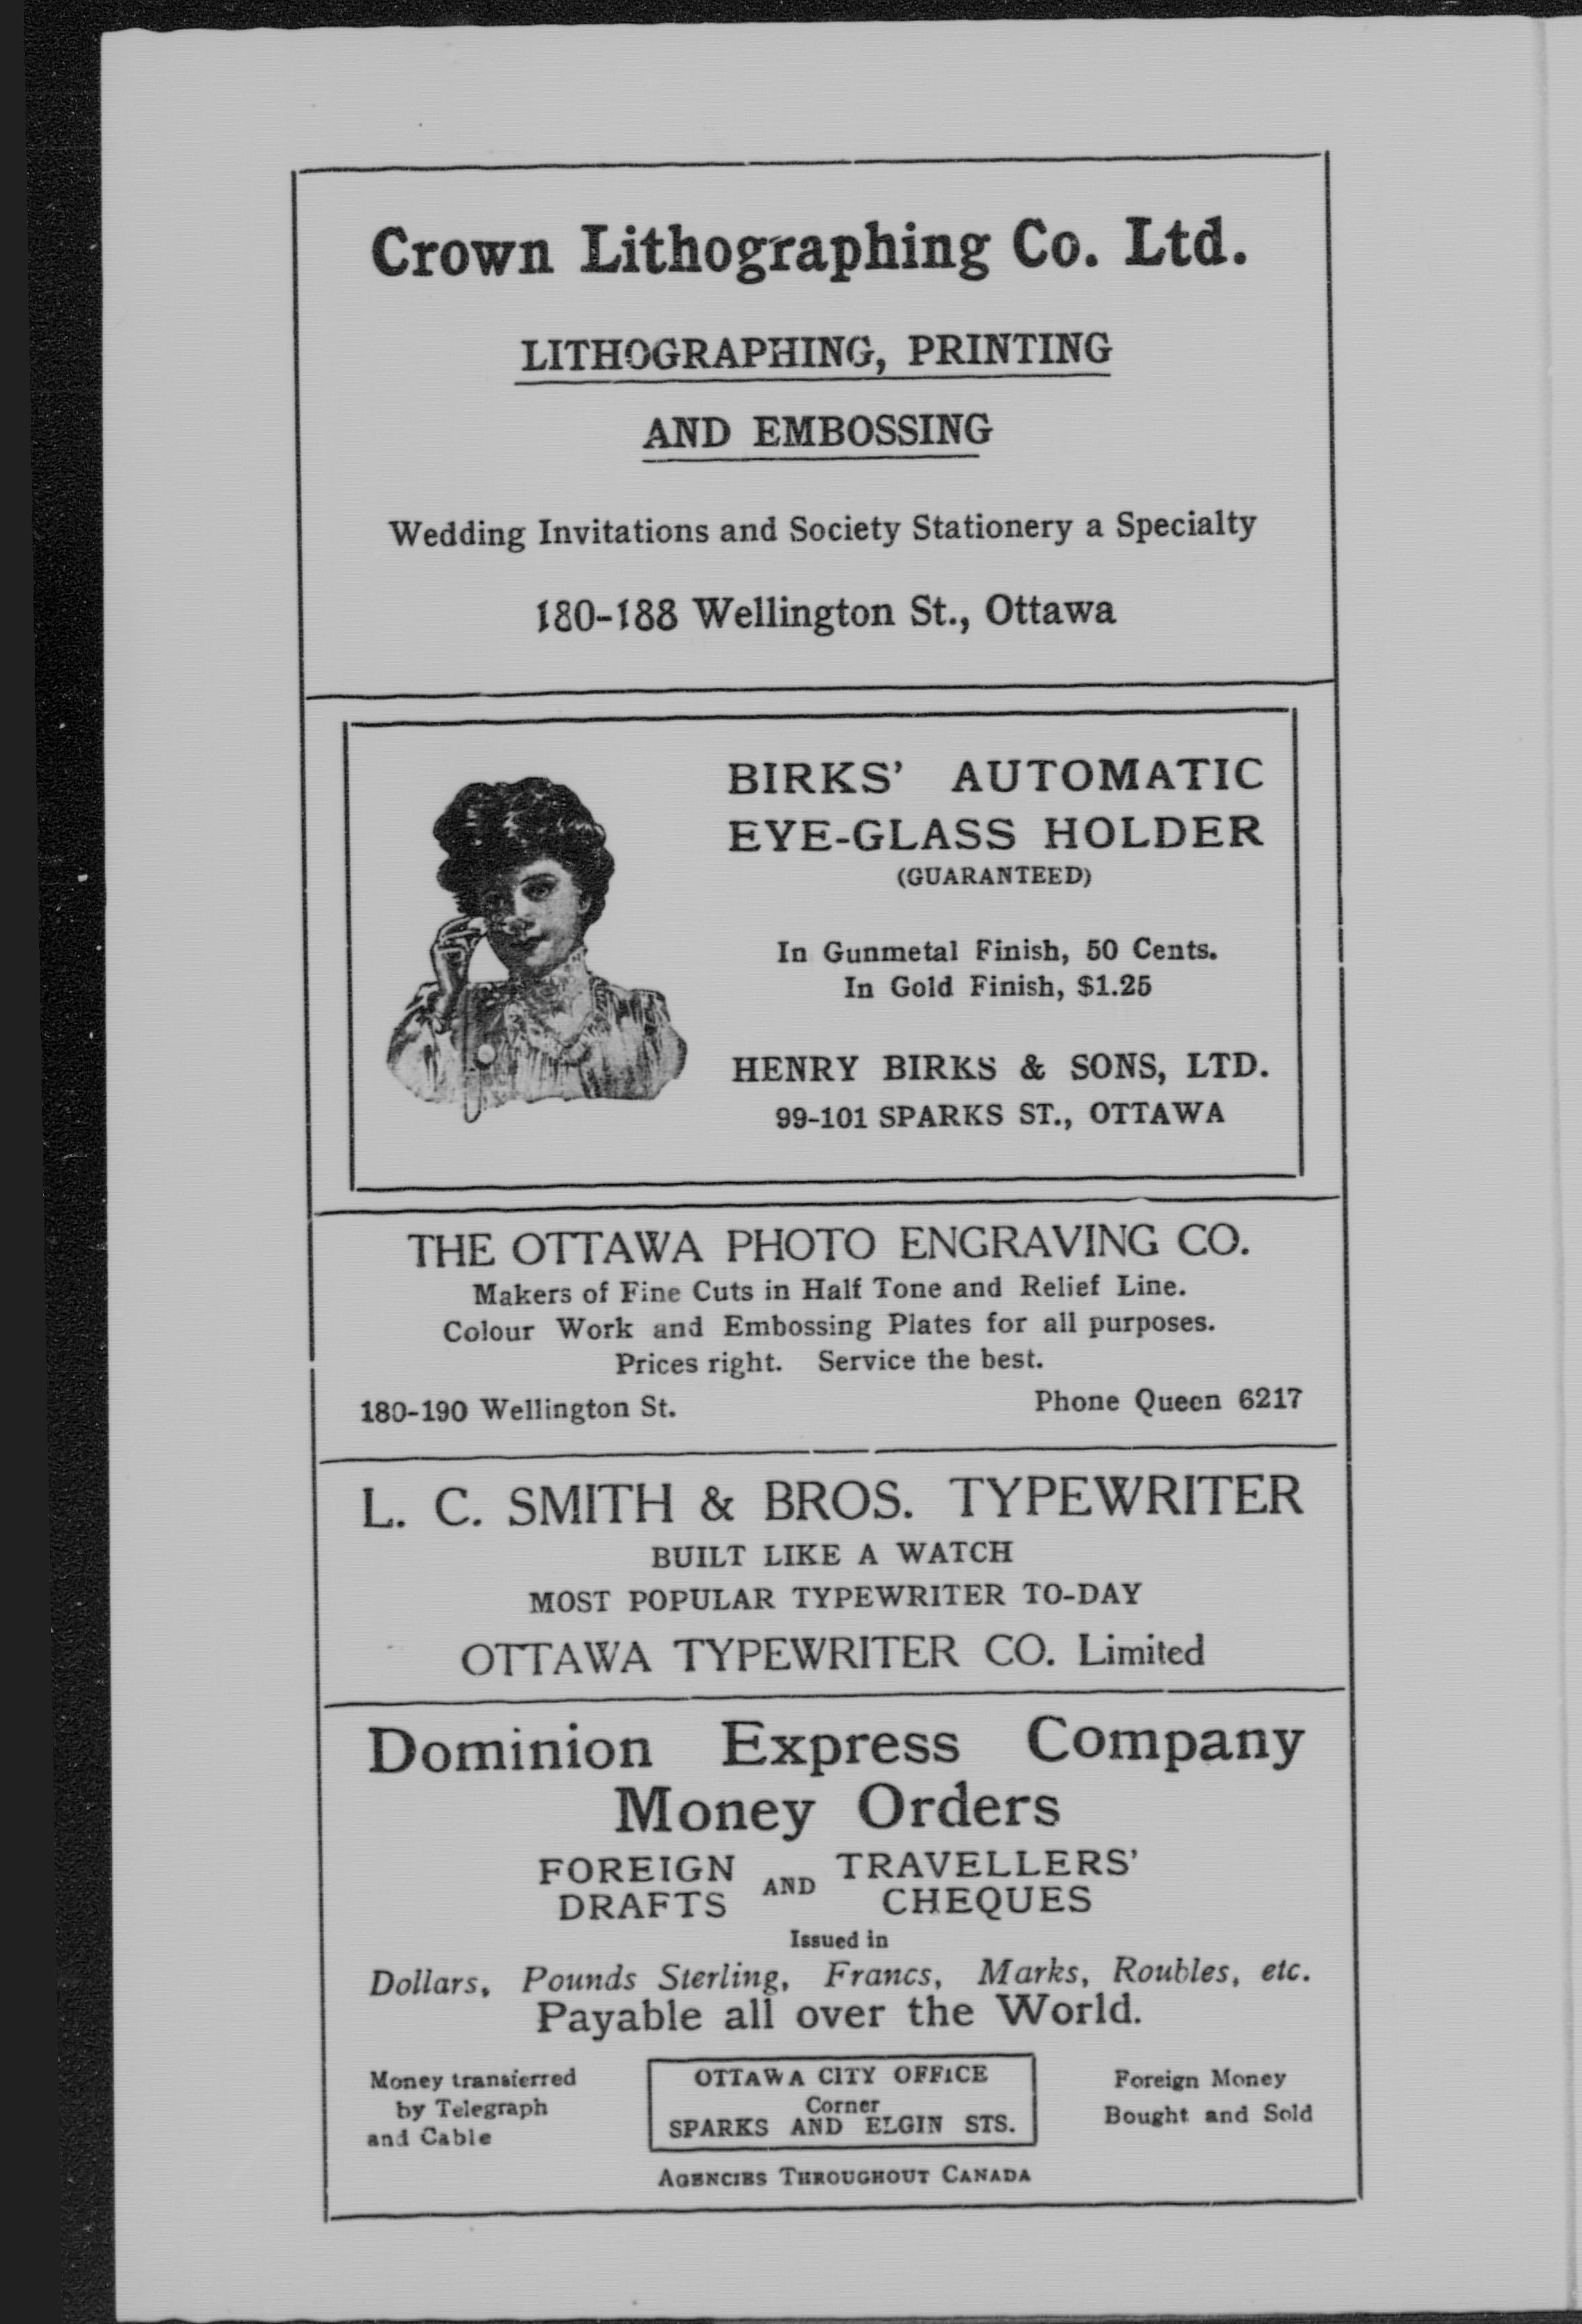 Crown Lithographing Co. Ltd.
LITHOGRAPHING, PRINTING
AND EMBOSSING
Wedding Invitations and Society Stationery a Specialty
180-188 Wellington St., Ottawa
BIRKS' AUTOMATIC
EYE-GLASS HOLDER
(GUARANTEED)
In Gunmetal Finish, 50 Cents.
In Gold Finish, $1.25
HENRY BIRKS & SONS, LTD.
99-101 SPARKS ST., OTTAWA
THE OTTAWA PHOTO ENGRAVING CO.
Makers of Fine Cuts in Half Tone and Relief Line.
Colour Work and Embossing Plates for all purposes.
Prices right. Service the best.
180-190 Wellington St. Phone Queen 6217
L. C. SMITH & BROS. TYPEWRITER
BUILT LIKE A WATCH
MOST POPULAR TYPEWRITER TO-DAY
OTTAWA TYPEWRITER CO. Limited
Dominion Express Company
Money Orders
FOREIGN DRAFTS AND TRAVELLERS' CHEQUES
Issued in
Dollars, Pounds Sterling, Francs, Marks, Roubles, etc.
Payable all over the World.
Money transferred
by Telegraph
and Cable
OTTAWA CITY OFFICE
Corner
SPARKS AND ELGIN STS.
Foreign Money
Bought and Sold
AGENCIES THROUGHOUT CANADA